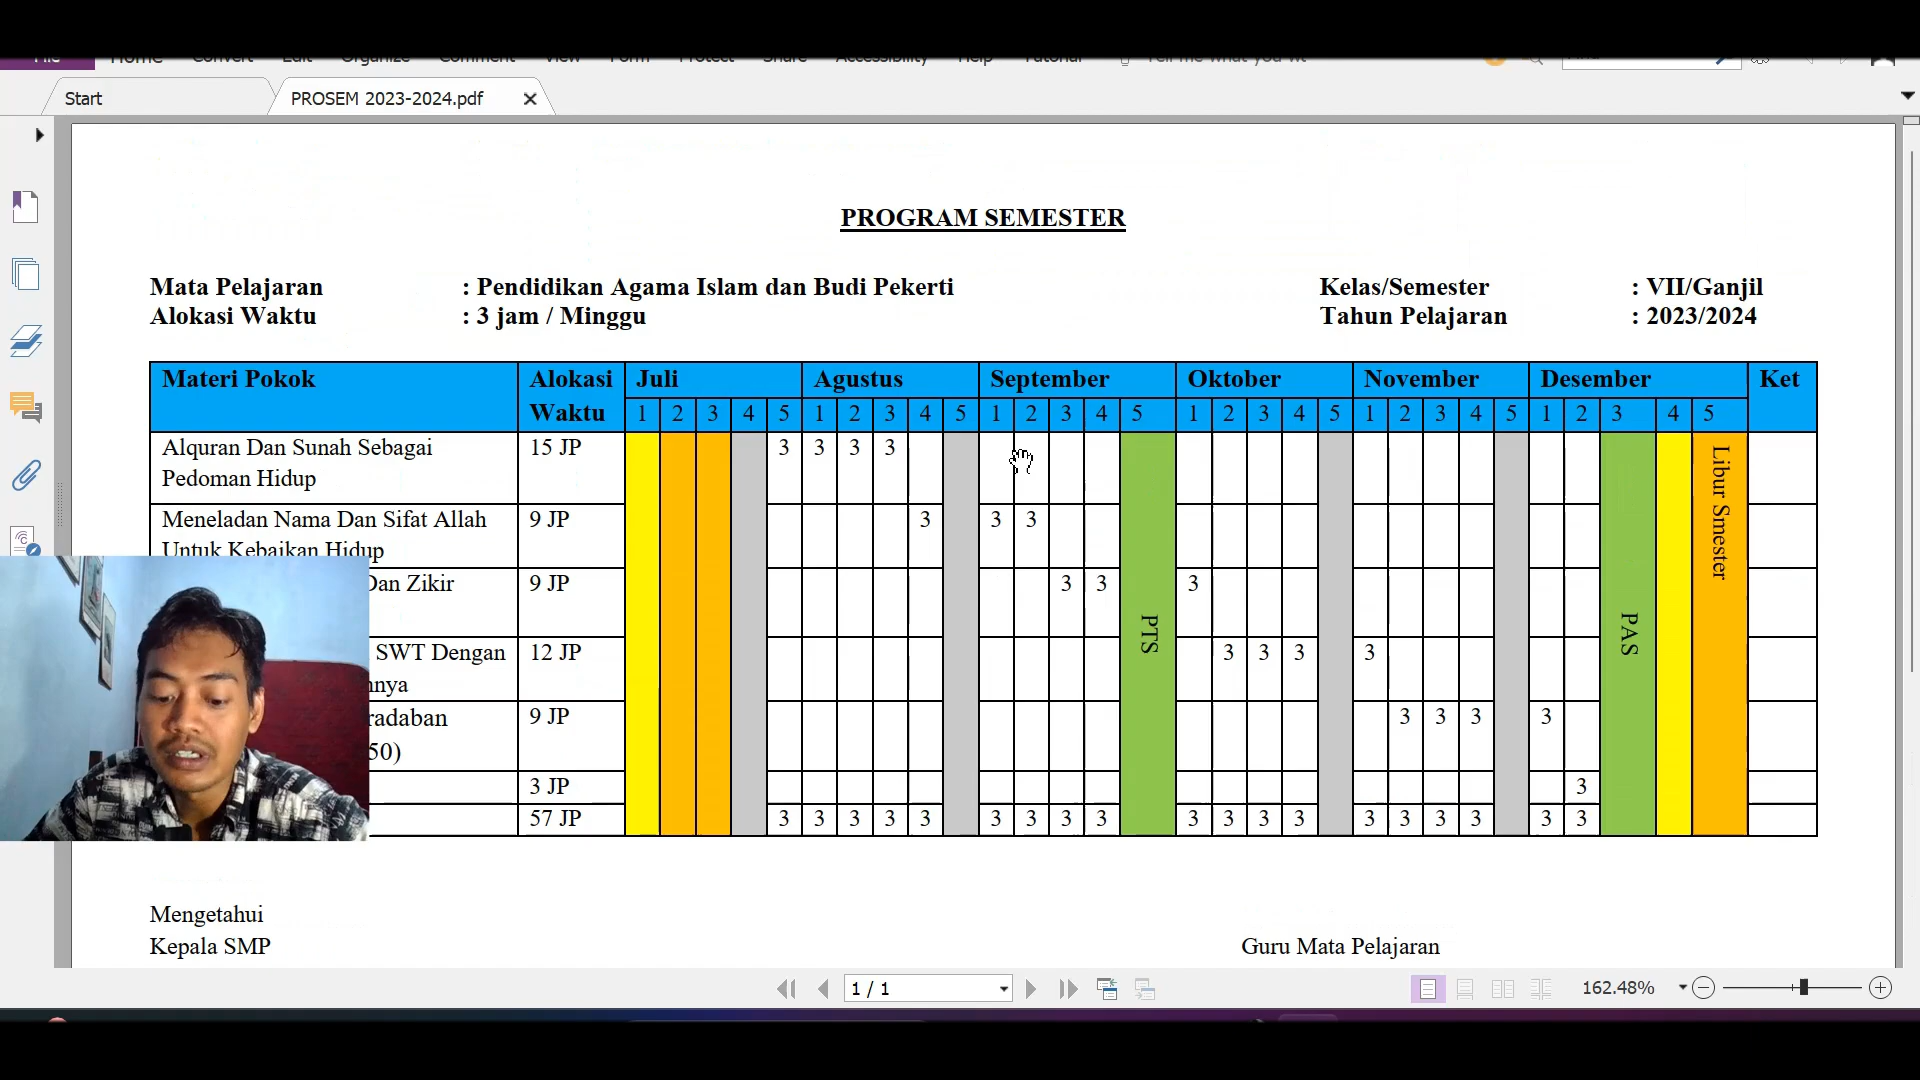 Start
PROSEM 2023-2024.pdf
PROGRAM SEMESTER
Mata Pelajaran : Pendidikan Agama Islam dan Budi Pekerti Kelas/Semester : VII/Ganjil
Alokasi Waktu : 3 jam / Minggu Tahun Pelajaran : 2023/2024
Materi Pokok Alokasi Juli Agustus September Oktober November Desember Ket
Waktu 1 2 3 4 5 1 2 3 4 5 1 2 3 4 5 1 2 3 4 5 1 2 3 4 5 1 2 3 4 5
Alquran Dan Sunah Sebagai 15 JP 3 3 3 3
Pedoman Hidup
Meneladan Nama Dan Sifat Allah 9 JP 3 3 3
Untuk Kebaikan Hidup
Dan Zikir 9 JP 3 3 3
SWT Dengan 12 JP 3 3 3 3
nnya
radaban 9 JP 3 3 3 3
50)
3 JP 3
57 JP 3 3 3 3 3 3 3 3 3 3 3 3 3 3 3 3 3 3 3
PTS
PAS
Libur Smester
Mengetahui
Kepala SMP Guru Mata Pelajaran
1 / 1
162.48%